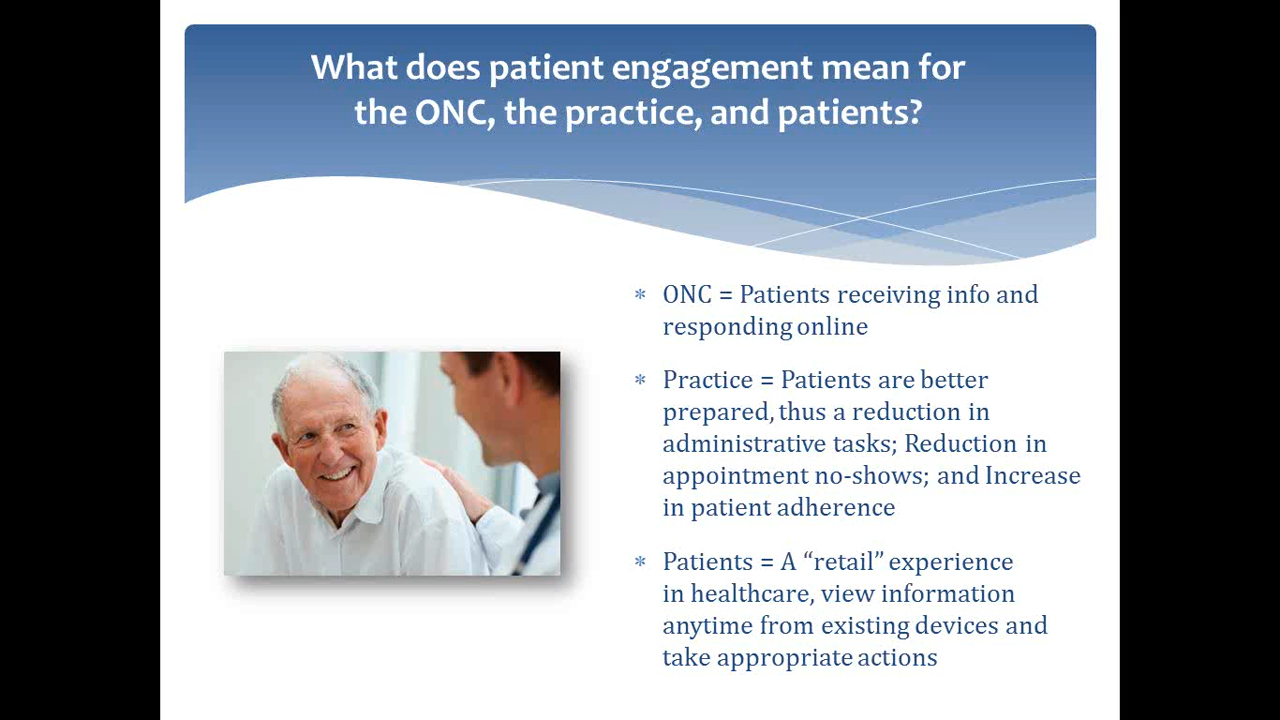 What does patient engagement mean for
the ONC, the practice, and patients?
* ONC = Patients receiving info and
responding online
* Practice = Patients are better
prepared, thus a reduction in
administrative tasks; Reduction in
appointment no-shows; and Increase
in patient adherence
* Patients = A “retail” experience
in healthcare, view information
anytime from existing devices and
take appropriate actions